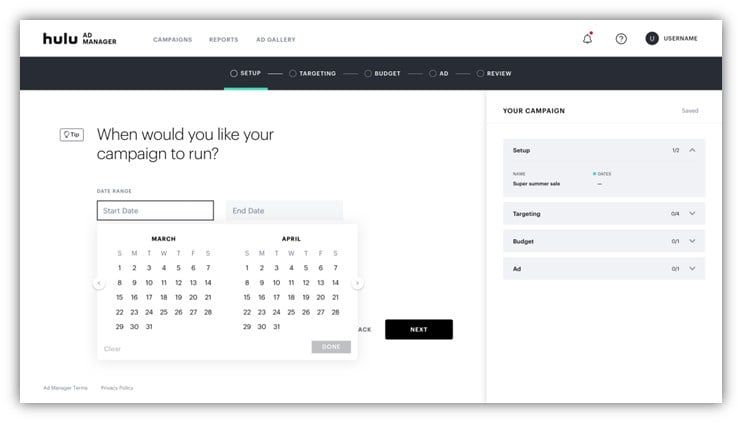 hulu AD MANAGER CAMPAIGNS REPORTS AD GALLERY U USERNAME
SETUP TARGETING BUDGET AD REVIEW
Tip
When would you like your
campaign to run?
DATE RANGE
Start Date End Date
MARCH
S M T W T F S
1 2 3 4 5 6 7
8 9 10 11 12 13 14
15 16 17 18 19 20 21
22 23 24 25 26 27 28
29 30 31
APRIL
S M T W T F S
1 2 3 4 5 6 7
8 9 10 11 12 13 14
15 16 17 18 19 20 21
22 23 24 25 26 27 28
29 30 31
Clear DONE
ACK NEXT
Ad Manager Terms Privacy Policy
YOUR CAMPAIGN Saved
Setup 1/2
NAME DATES
Super summer sale —
Targeting 0/4
Budget 0/1
Ad 0/1